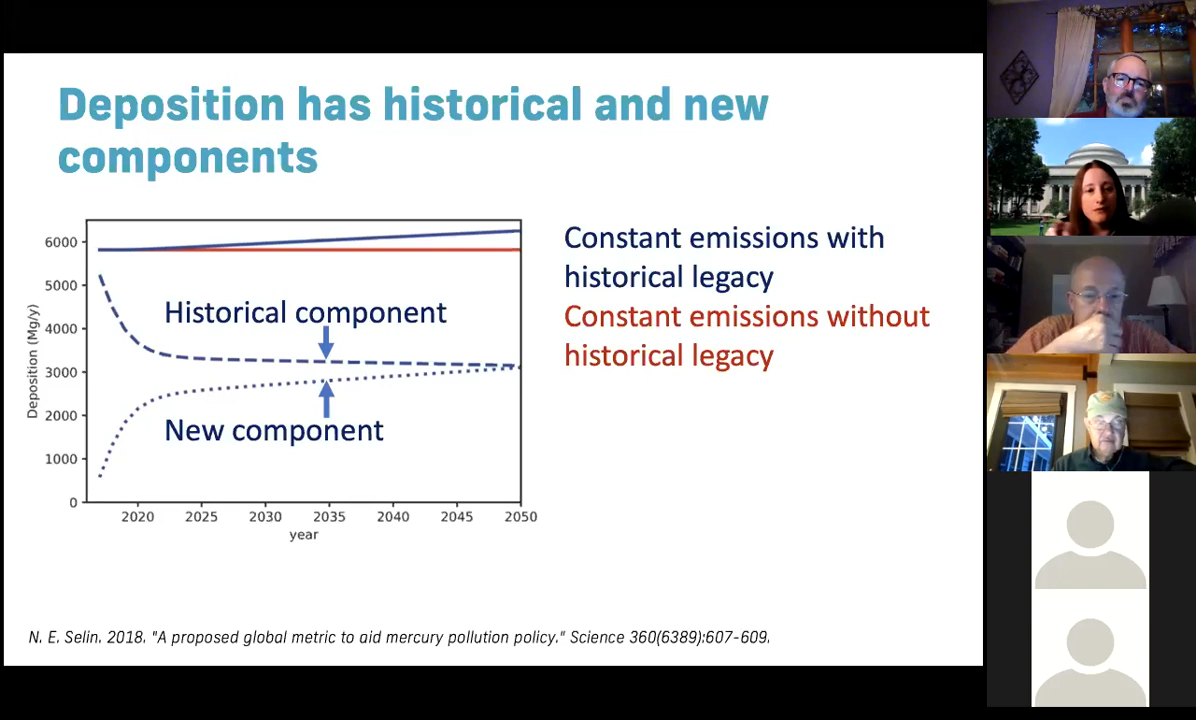 Deposition has historical and new
components
Constant emissions with
historical legacy
Constant emissions without
historical legacy
Deposition (Mg/y)
6000
5000
4000
3000
2000
1000
0
Historical component
New component
2020 2025 2030 2035 2040 2045 2050
year
N. E. Selin. 2018. "A proposed global metric to aid mercury pollution policy." Science 360(6389):607-609.